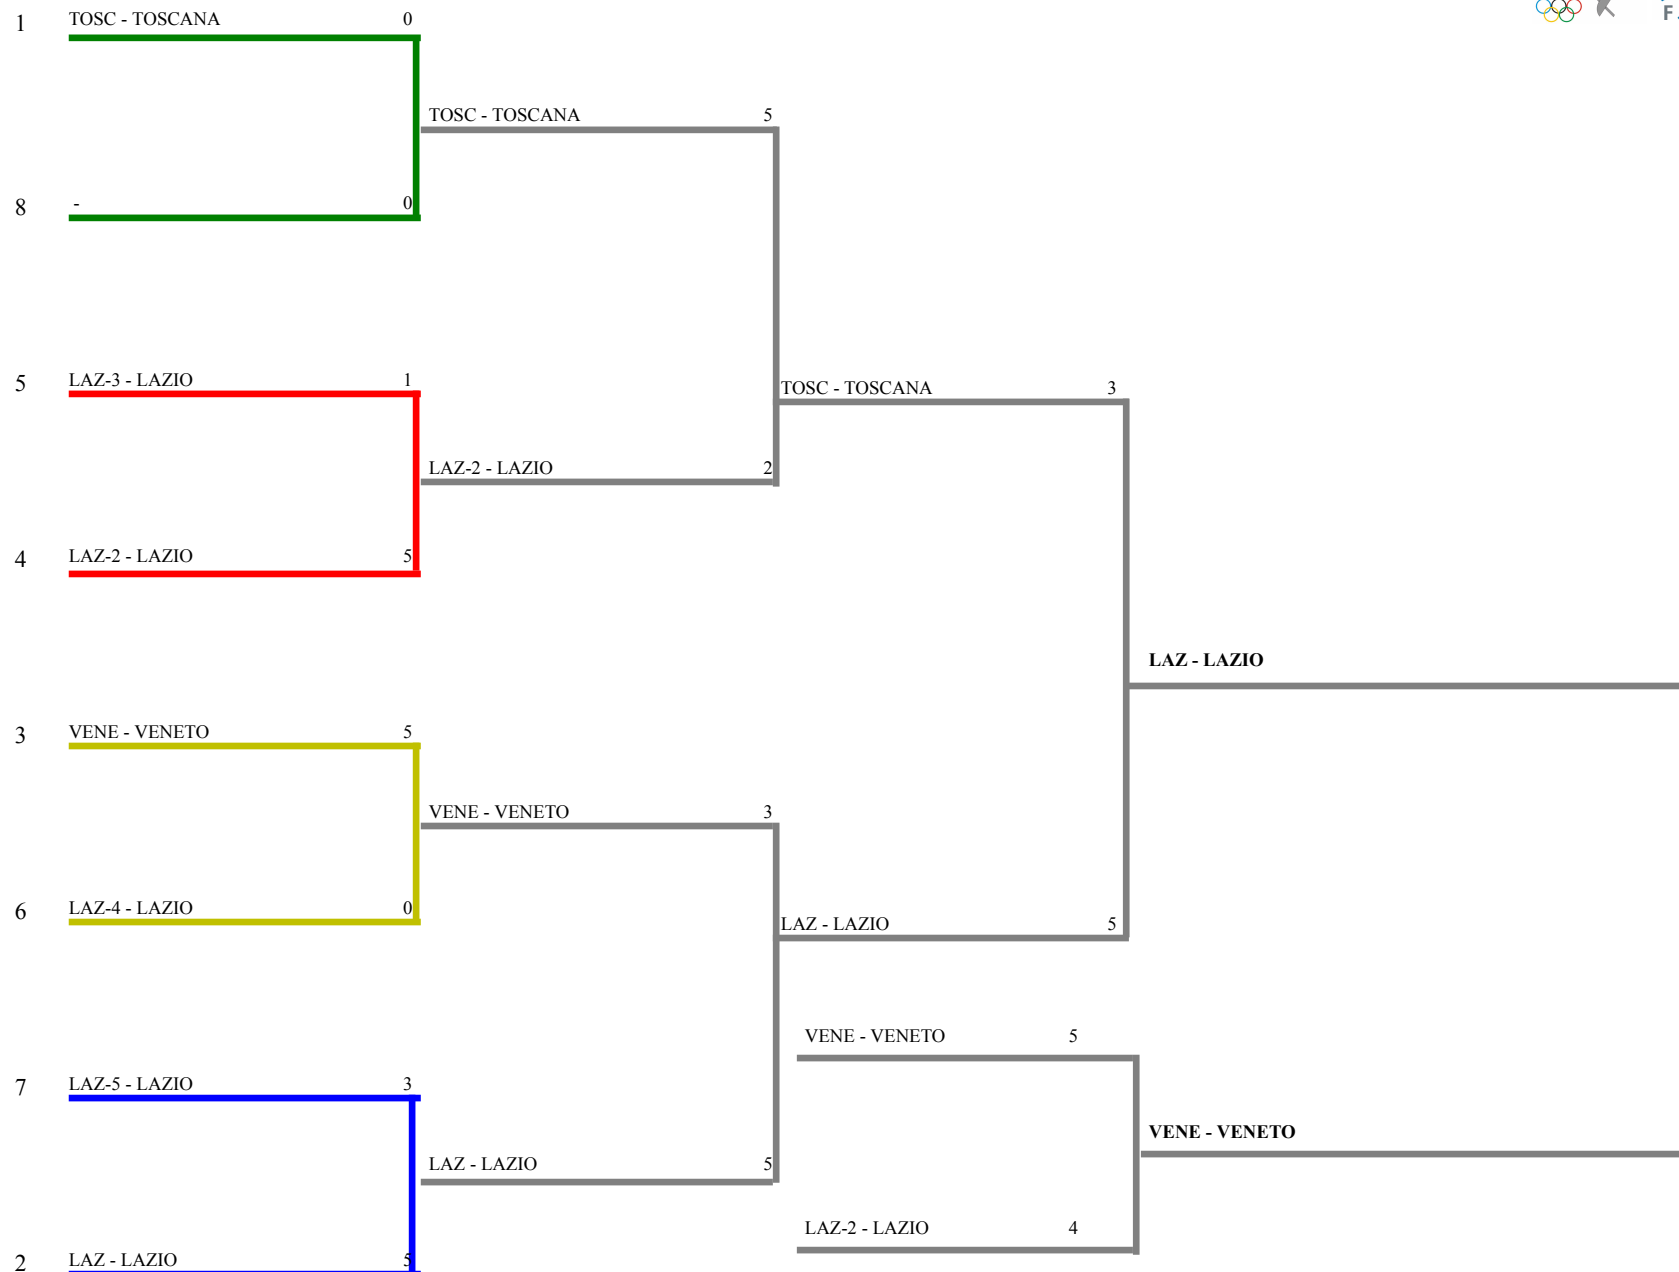 1 TOSC - TOSCANA 0
F
TOSC - TOSCANA 5
8 - 0
5 LAZ-3 - LAZIO 1
TOSC - TOSCANA 3
LAZ-2 - LAZIO 2
4 LAZ-2 - LAZIO 5
LAZ - LAZIO
3 VENE - VENETO 5
VENE - VENETO 3
6 LAZ-4 - LAZIO 0
LAZ - LAZIO 5
VENE - VENETO 5
7 LAZ-5 - LAZIO 3
VENE - VENETO
LAZ - LAZIO 5
LAZ-2 - LAZIO 4
2 LAZ - LAZIO 5